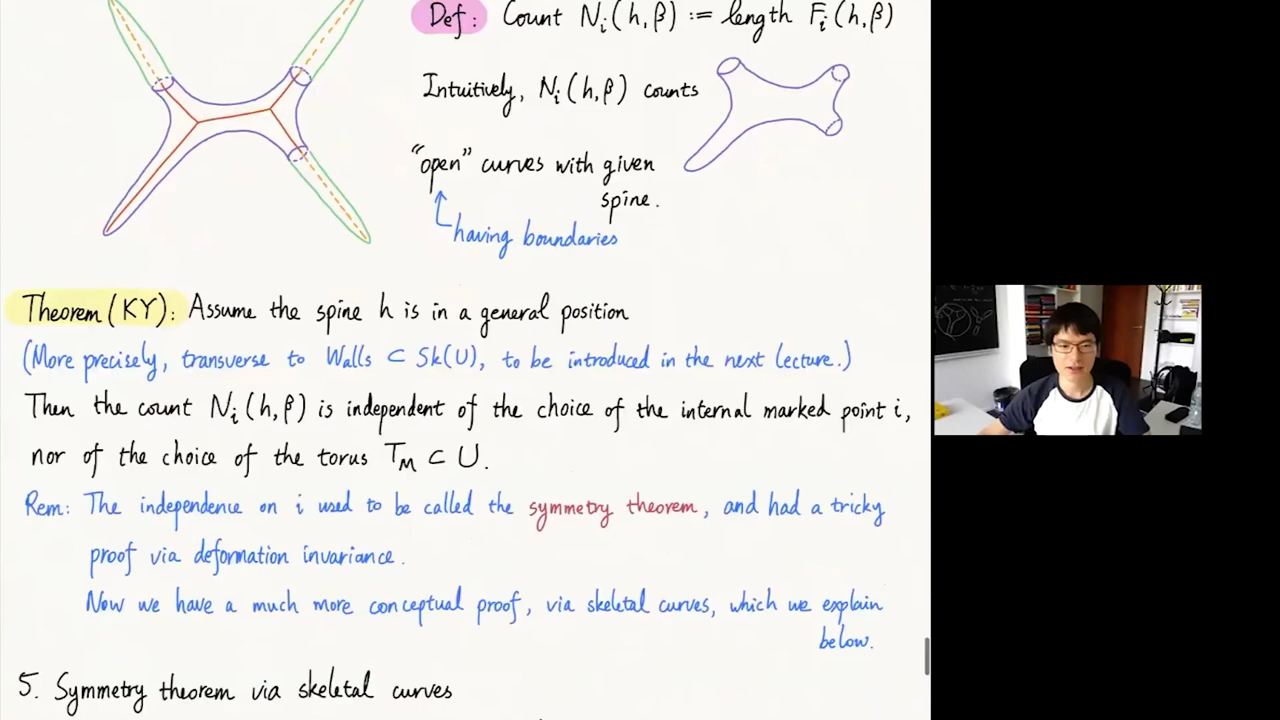 Def: Count Nᵢ(h,β) := length Fᵢ(h,β)
Intuitively, Nᵢ(h,β) counts
"open" curves with given
spine.
having boundaries
Theorem (KY): Assume the spine h is in a general position
(More precisely, transverse to Walls ⊂ Sk(U), to be introduced in the next lecture.)
Then the count Nᵢ(h,β) is independent of the choice of the internal marked point i,
nor of the choice of the torus T_M ⊂ U.
Rem: The independence on i used to be called the symmetry theorem, and had a tricky
proof via deformation invariance.
Now we have a much more conceptual proof, via skeletal curves, which we explain
below.
5. Symmetry theorem via skeletal curves